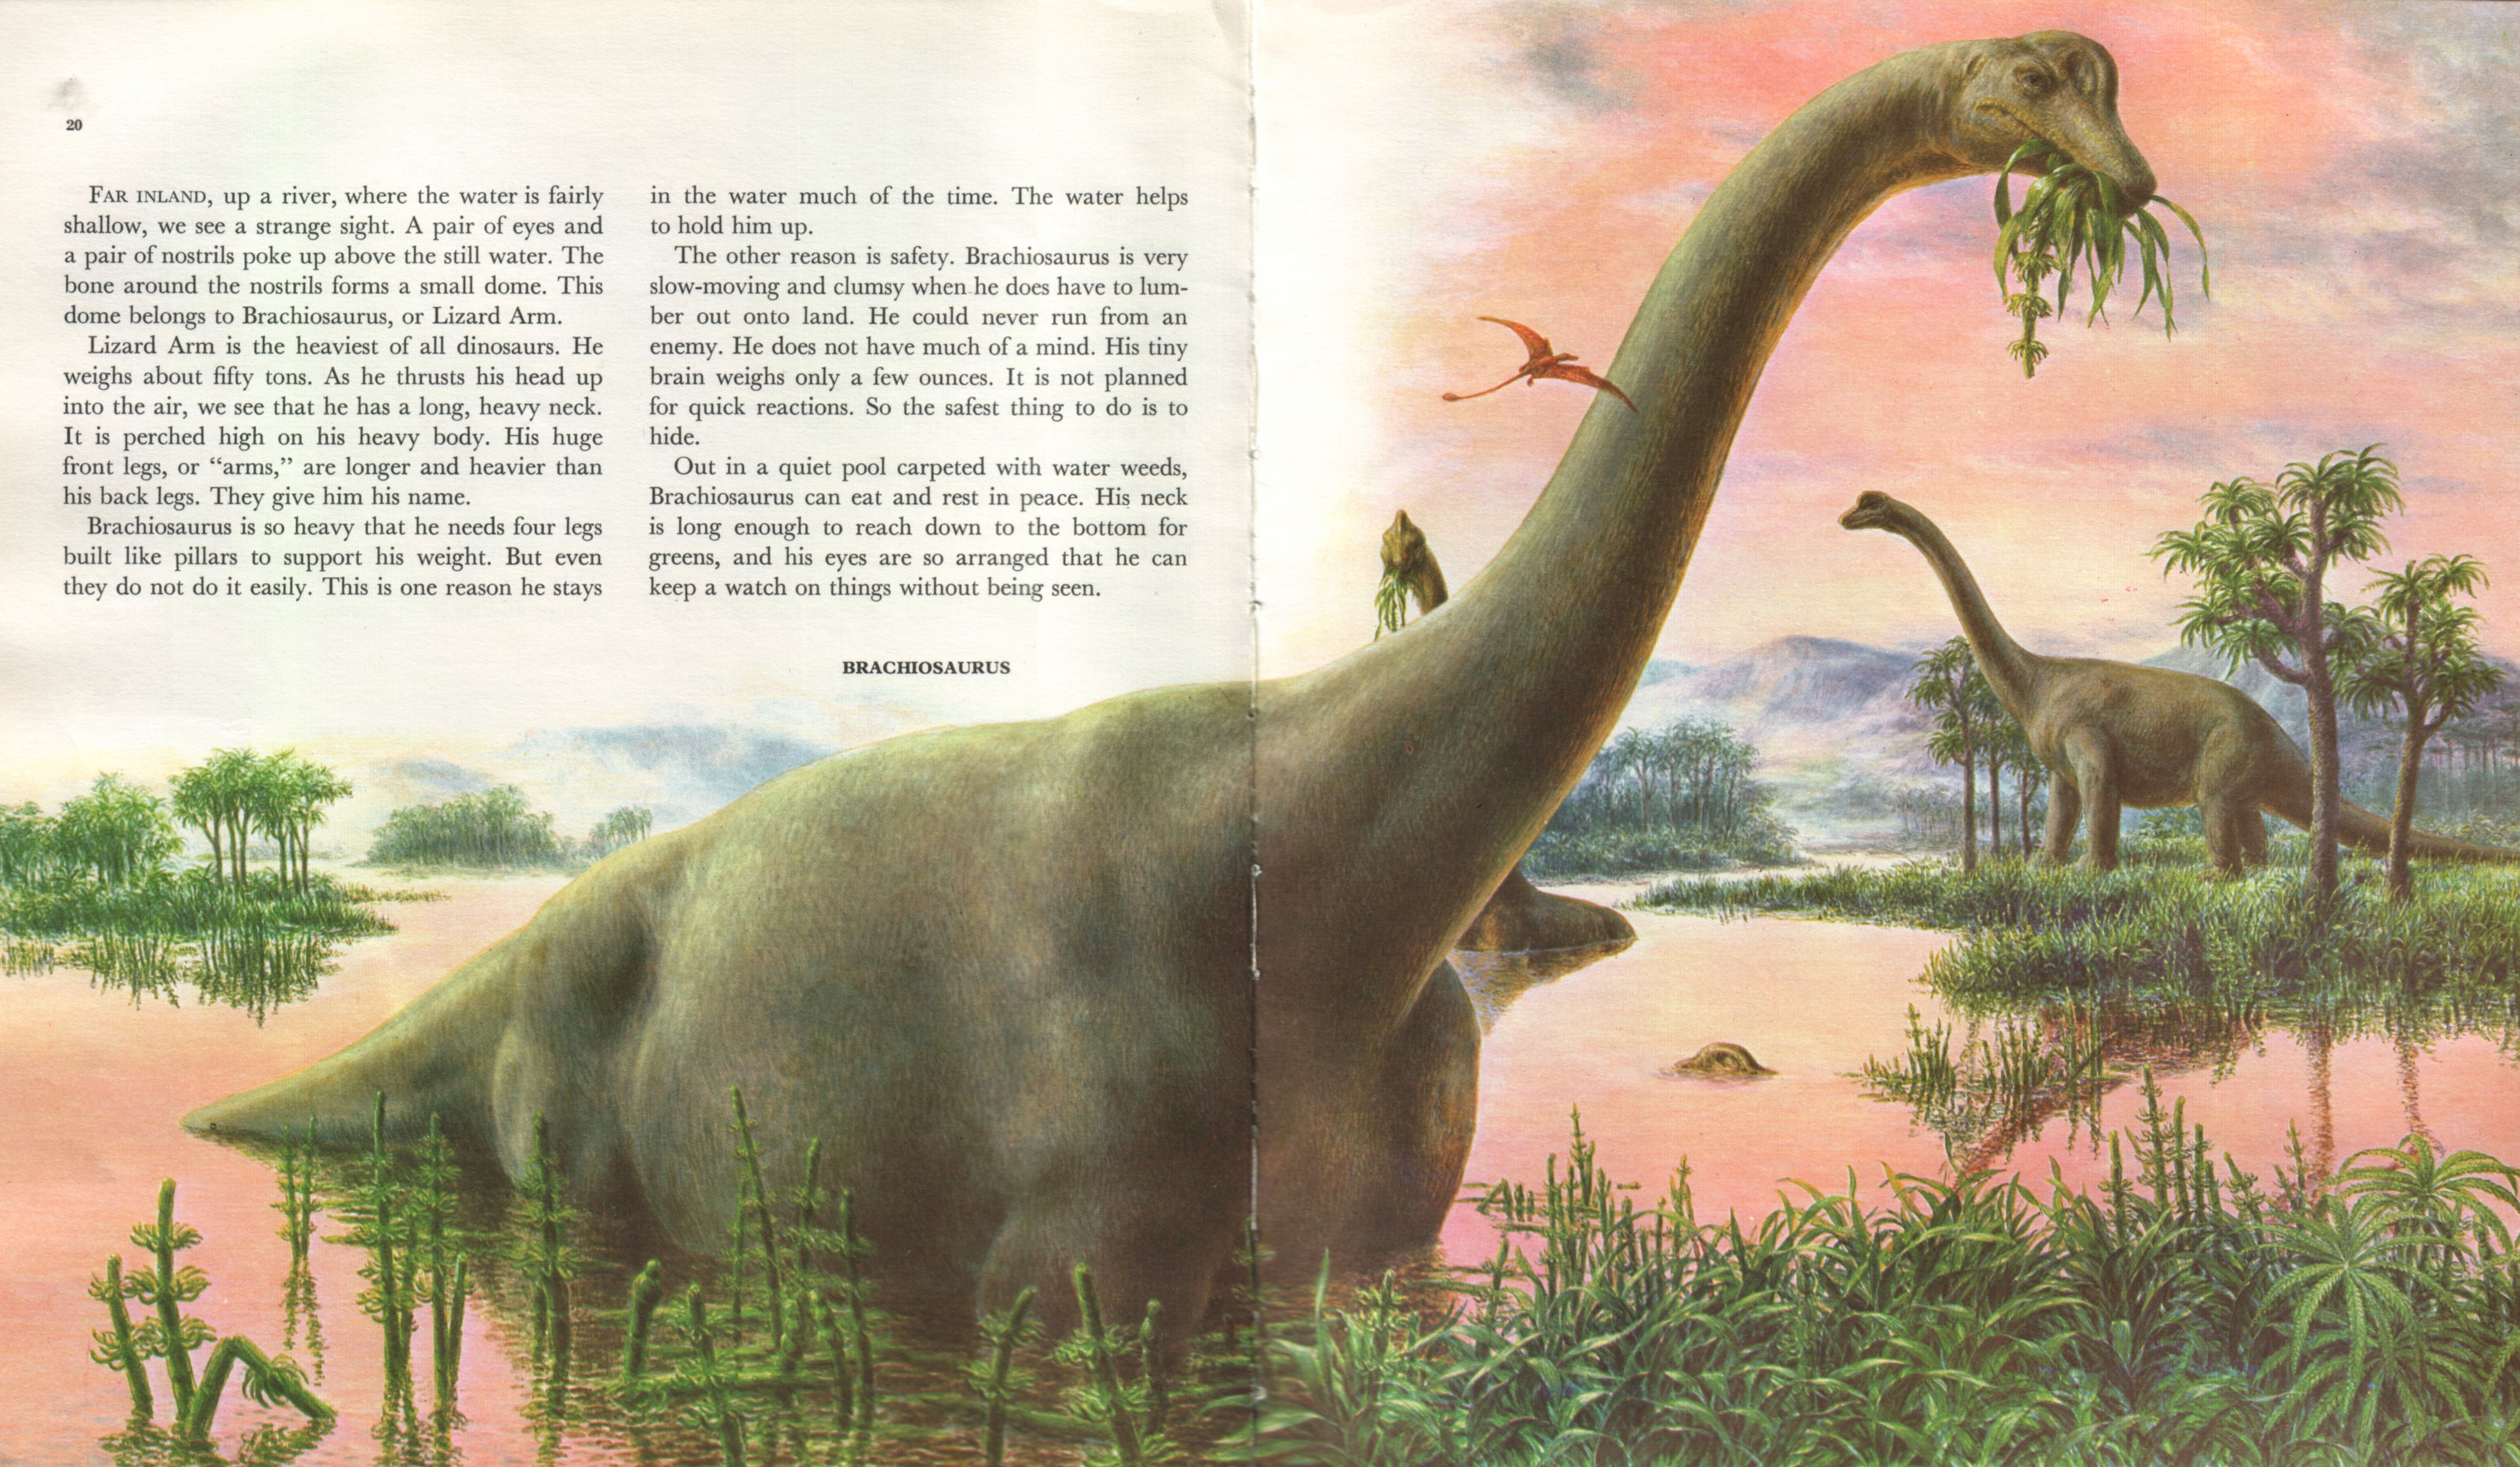 20
FAR INLAND, up a river, where the water is fairly
shallow, we see a strange sight. A pair of eyes and
a pair of nostrils poke up above the still water. The
bone around the nostrils forms a small dome. This
dome belongs to Brachiosaurus, or Lizard Arm.
Lizard Arm is the heaviest of all dinosaurs. He
weighs about fifty tons. As he thrusts his head up
into the air, we see that he has a long, heavy neck.
It is perched high on his heavy body. His huge
front legs, or “arms,” are longer and heavier than
his back legs. They give him his name.
Brachiosaurus is so heavy that he needs four legs
built like pillars to support his weight. But even
they do not do it easily. This is one reason he stays
in the water much of the time. The water helps
to hold him up.
The other reason is safety. Brachiosaurus is very
slow-moving and clumsy when he does have to lum-
ber out onto land. He could never run from an
enemy. He does not have much of a mind. His tiny
brain weighs only a few ounces. It is not planned
for quick reactions. So the safest thing to do is to
hide.
Out in a quiet pool carpeted with water weeds,
Brachiosaurus can eat and rest in peace. His neck
is long enough to reach down to the bottom for
greens, and his eyes are so arranged that he can
keep a watch on things without being seen.
BRACHIOSAURUS